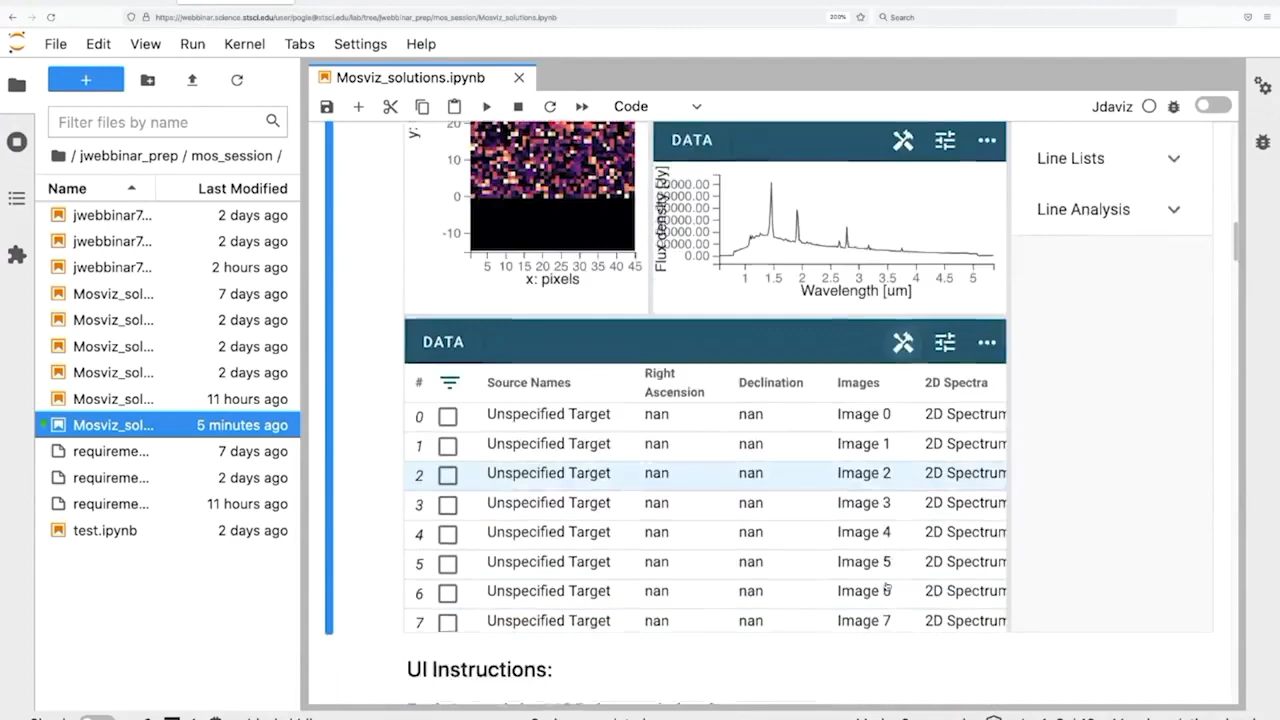 https://jwebbinar.science.stsci.edu/user/pogle@stsci.edu/lab/tree/jwebbinar_prep/mos_session/Mosviz_solutions.ipynb
200%
Search
File Edit View Run Kernel Tabs Settings Help
+
Filter files by name
/ jwebbinar_prep / mos_session /
Name Last Modified
jwebbinar7... 2 days ago
jwebbinar7... 2 days ago
jwebbinar7... 2 hours ago
Mosviz_sol... 7 days ago
Mosviz_sol... 2 days ago
Mosviz_sol... 2 days ago
Mosviz_sol... 2 days ago
Mosviz_sol... 11 hours ago
Mosviz_sol... 5 minutes ago
requireme... 7 days ago
requireme... 2 days ago
requireme... 11 hours ago
test.ipynb 2 days ago
Mosviz_solutions.ipynb
Code
Jdaviz
y:
20
10
0
-10
5 10 15 20 25 30 35 40 45
x: pixels
DATA
Flux density [Jy]
0.00
1 1.5 2 2.5 3 3.5 4 4.5 5
Wavelength [um]
Line Lists
Line Analysis
DATA
# Source Names Right Ascension Declination Images 2D Spectra
0 Unspecified Target nan nan Image 0 2D Spectrum
1 Unspecified Target nan nan Image 1 2D Spectrum
2 Unspecified Target nan nan Image 2 2D Spectrum
3 Unspecified Target nan nan Image 3 2D Spectrum
4 Unspecified Target nan nan Image 4 2D Spectrum
5 Unspecified Target nan nan Image 5 2D Spectrum
6 Unspecified Target nan nan Image 6 2D Spectrum
7 Unspecified Target nan nan Image 7 2D Spectrum
UI Instructions: